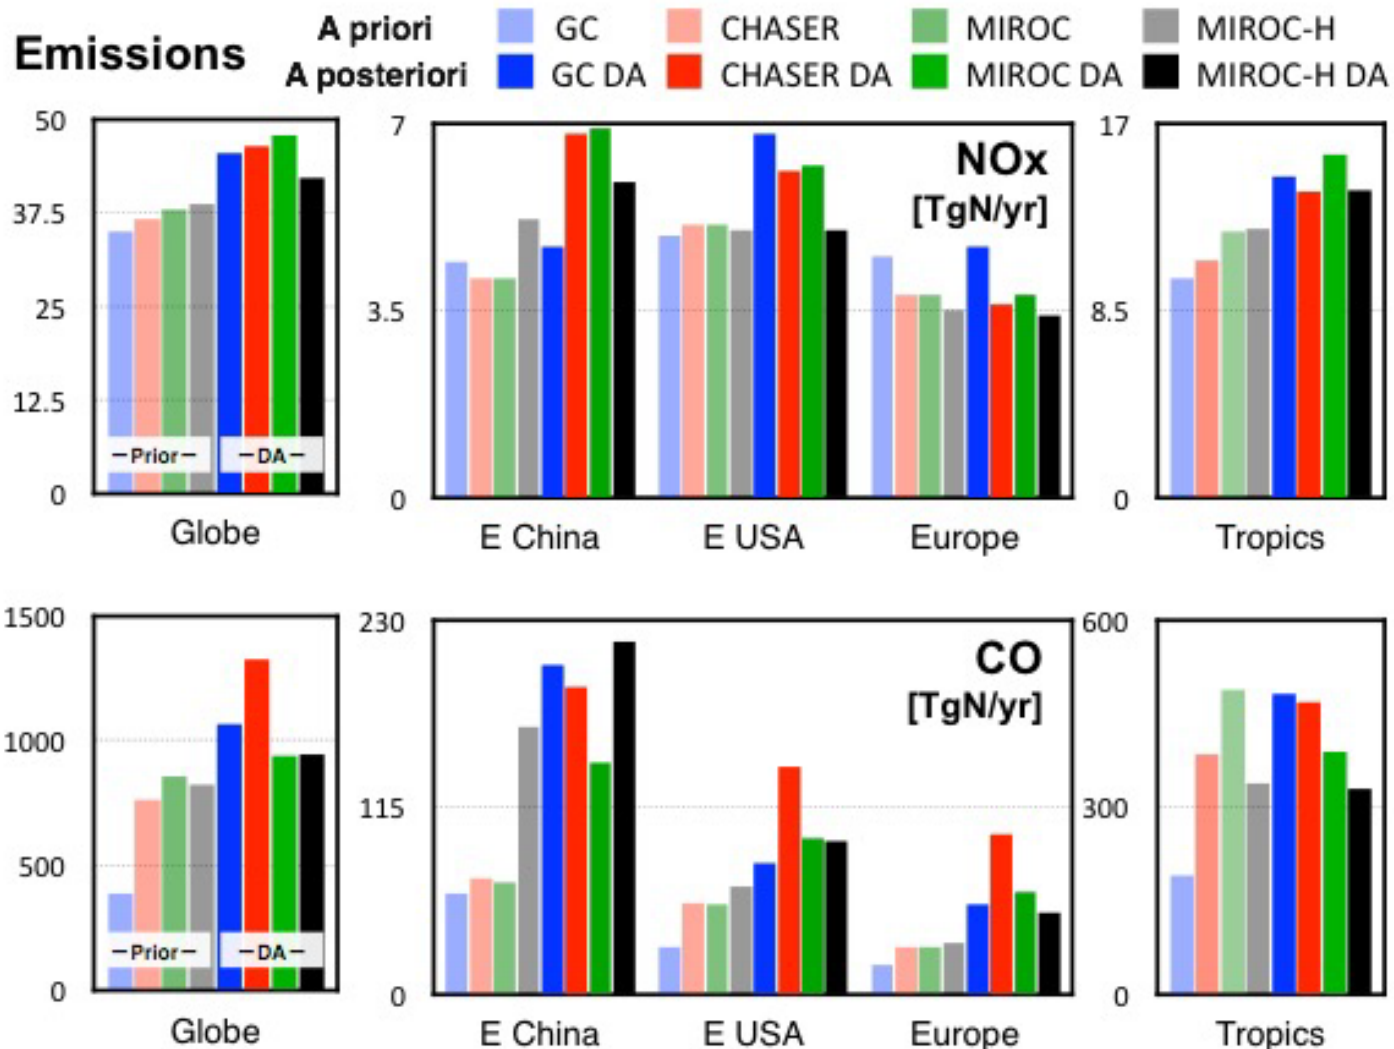 Emissions
A priori GC CHASER MIROC MIROC-H
A posteriori GC DA CHASER DA MIROC DA MIROC-H DA
50
37.5
25
12.5
0
-Prior- -DA-
Globe
7
3.5
0
NOx
[TgN/yr]
E China E USA Europe
17
8.5
0
Tropics
1500
1000
500
0
-Prior- -DA-
Globe
230
115
0
CO
[TgN/yr]
E China E USA Europe
600
300
0
Tropics